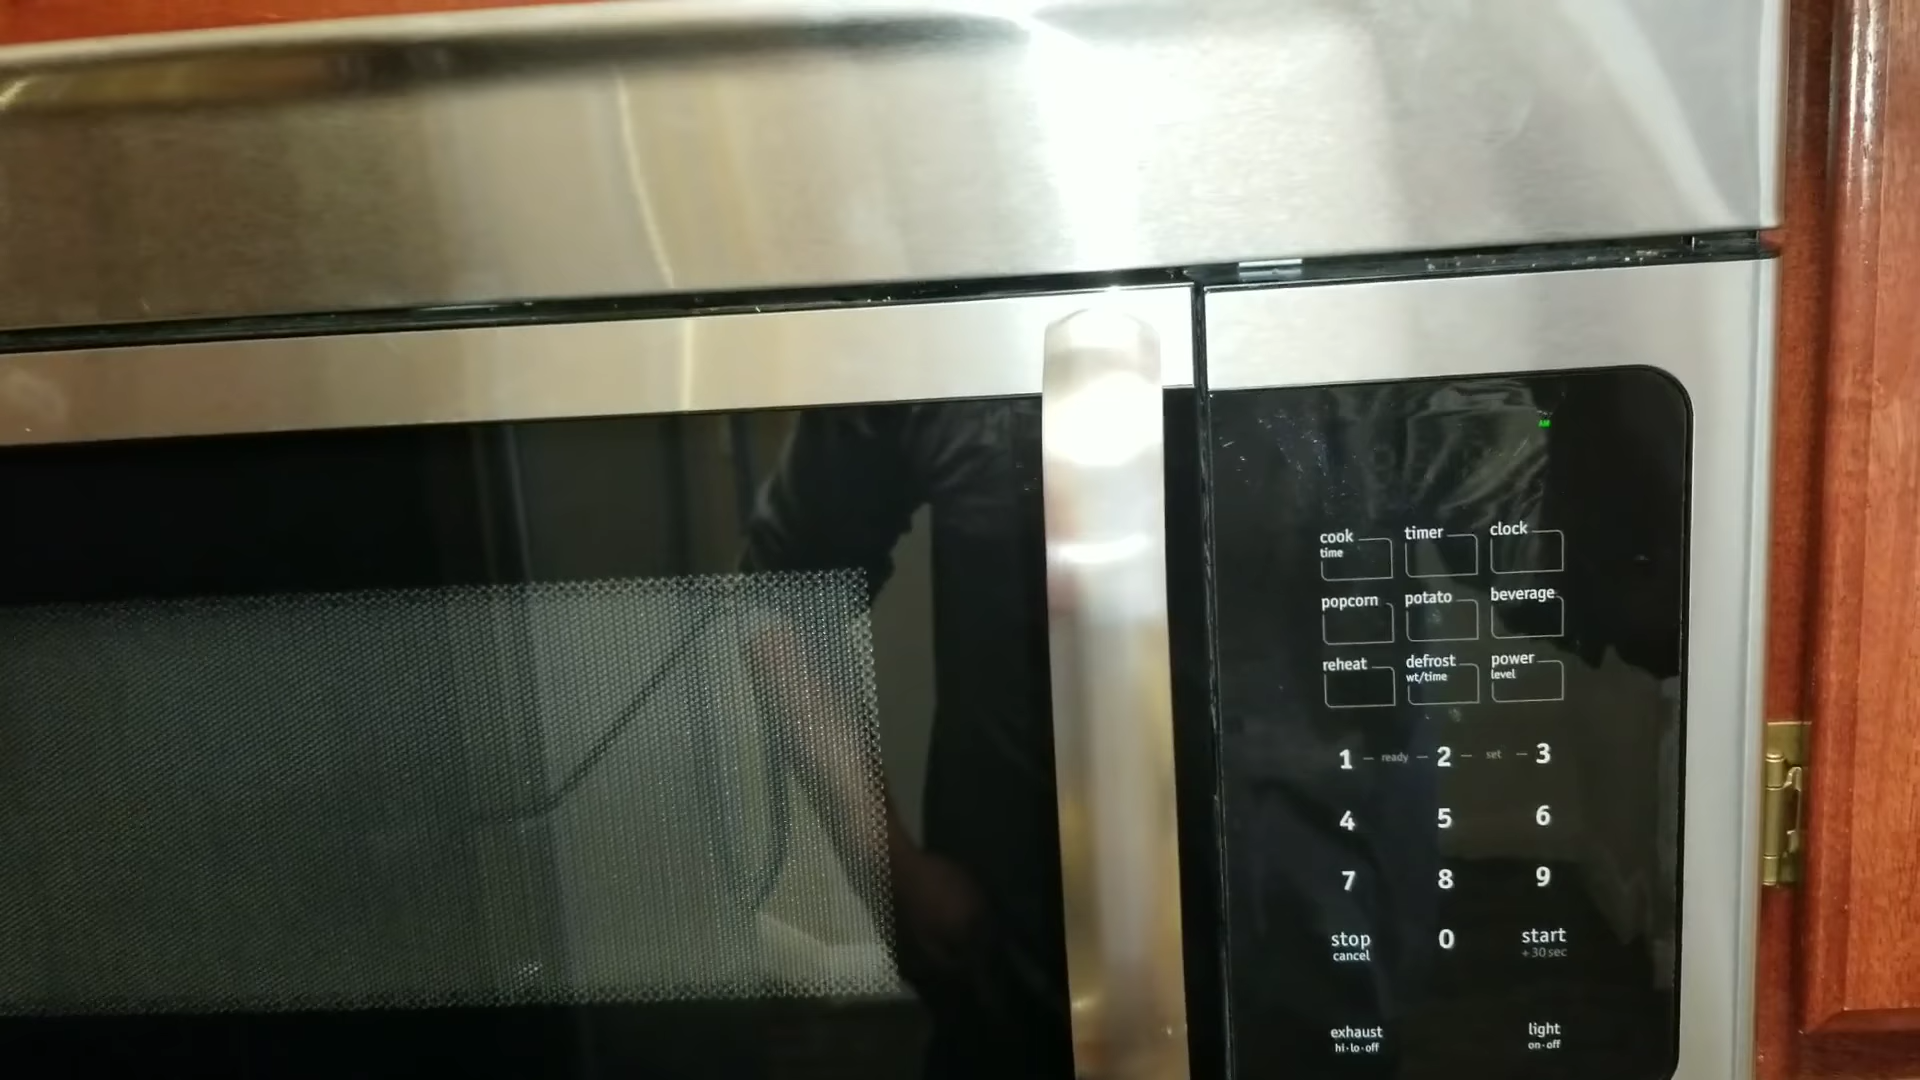 AM
cook timer clock
time
popcorn potato beverage
reheat defrost power
wt/time level
1 - ready - 2 - set - 3
4 5 6
7 8 9
stop 0 start
cancel +30 sec
exhaust light
hi·lo·off on·off